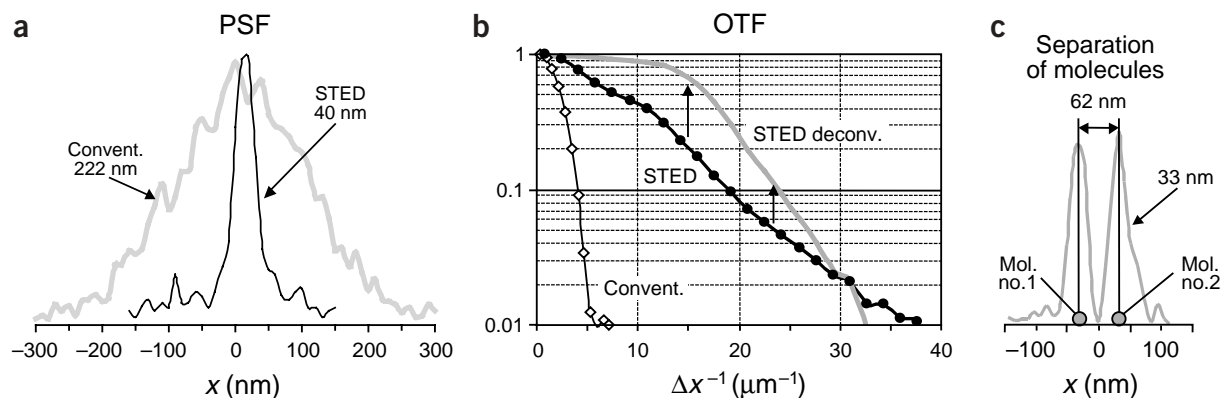 a
PSF
Convent.
222 nm
STED
40 nm
–300 –200 –100 0 100 200 300
x (nm)
b
OTF
1
0.1
0.01
STED deconv.
STED
Convent.
0 10 20 30 40
Δx⁻¹ (μm⁻¹)
c
Separation
of molecules
62 nm
33 nm
Mol.
no.1
Mol.
no.2
–100 0 100
x (nm)